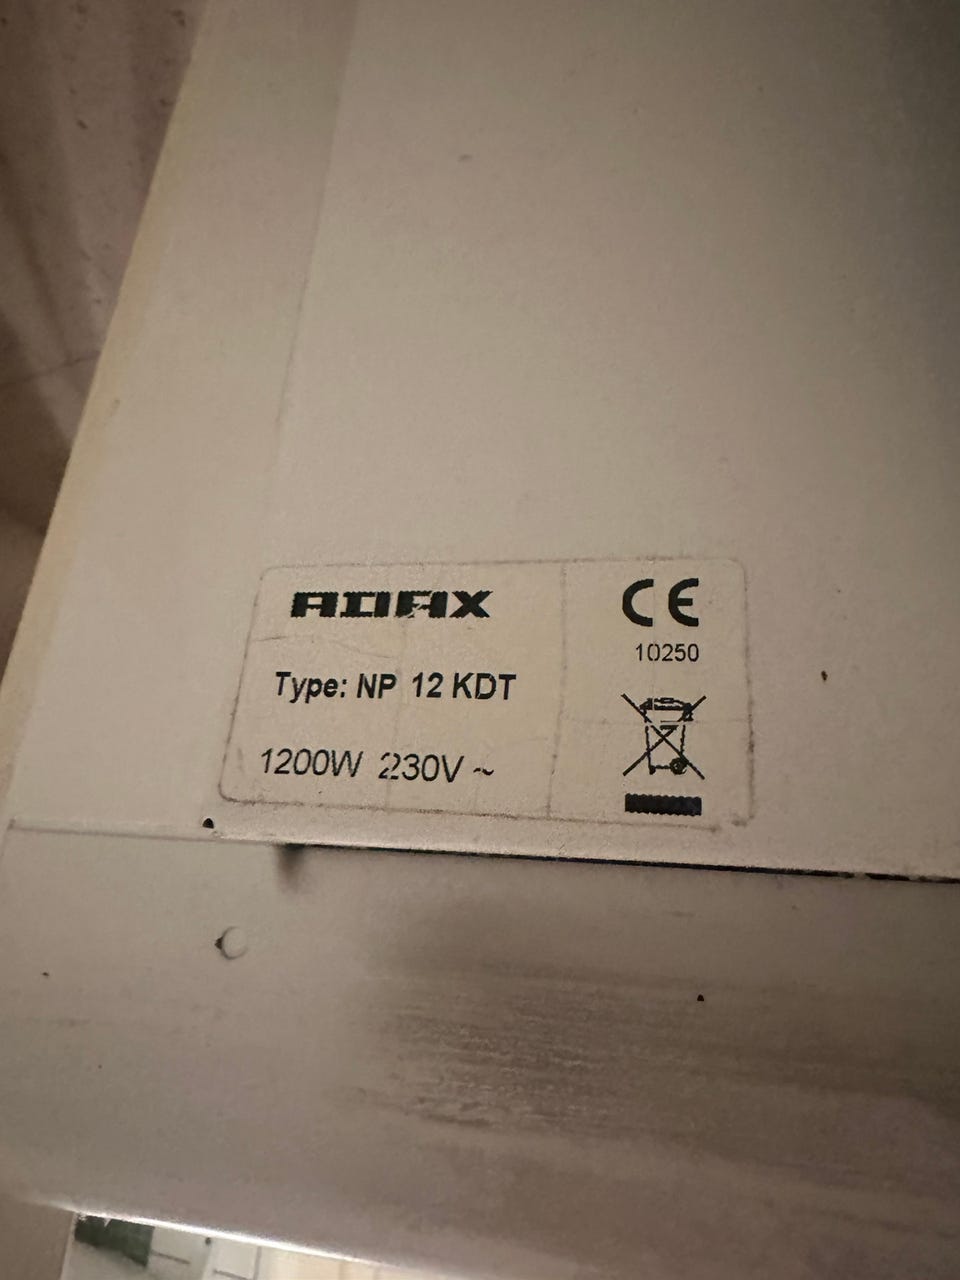 ADAX
CE
10250
Type: NP 12 KDT
1200W 230V ~